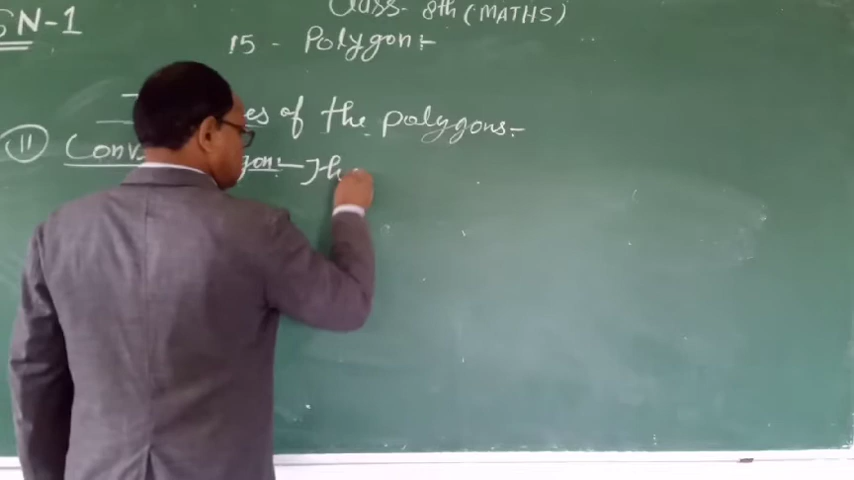 SN-1
Class- 8th (MATHS)
15 - Polygon:-
es of the polygons:-
(II) Conv gon:- Th